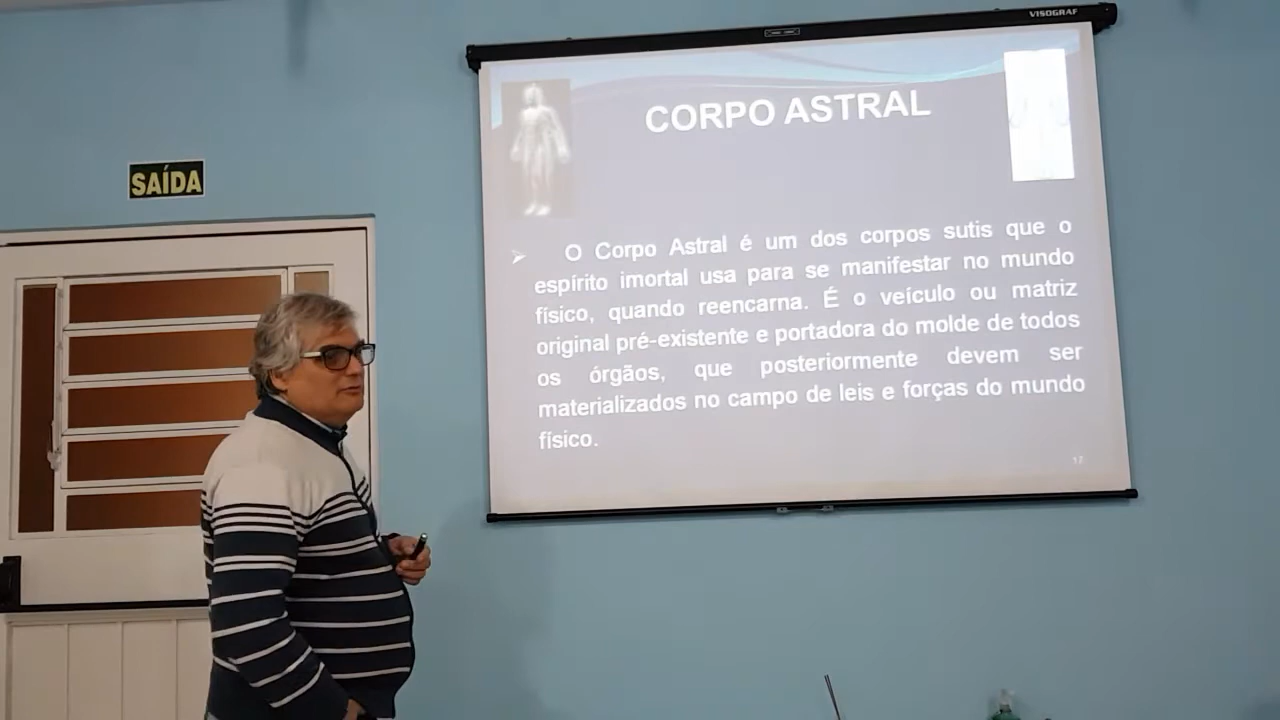 VISOGRAF
CORPO ASTRAL
SAÍDA
➢ O Corpo Astral é um dos corpos sutis que o
espírito imortal usa para se manifestar no mundo
físico, quando reencarna. É o veículo ou matriz
original pré-existente e portadora do molde de todos
os órgãos, que posteriormente devem ser
materializados no campo de leis e forças do mundo
físico.
17